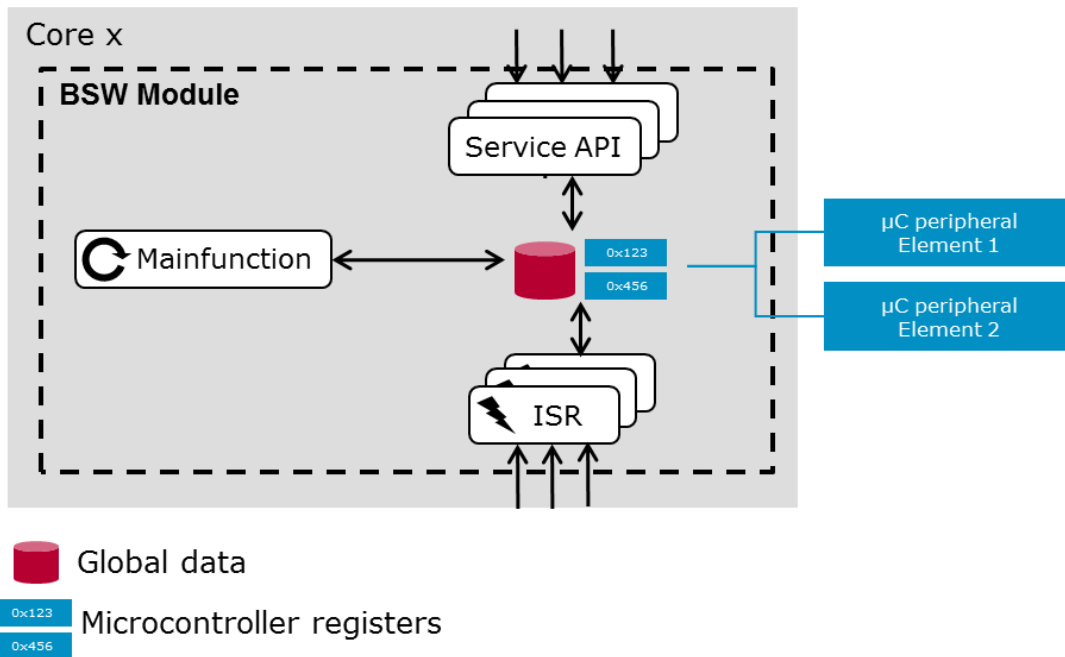 Core x
BSW Module
Service API
Mainfunction
0x123
0x456
µC peripheral
Element 1
µC peripheral
Element 2
ISR
Global data
0x123
Microcontroller registers
0x456